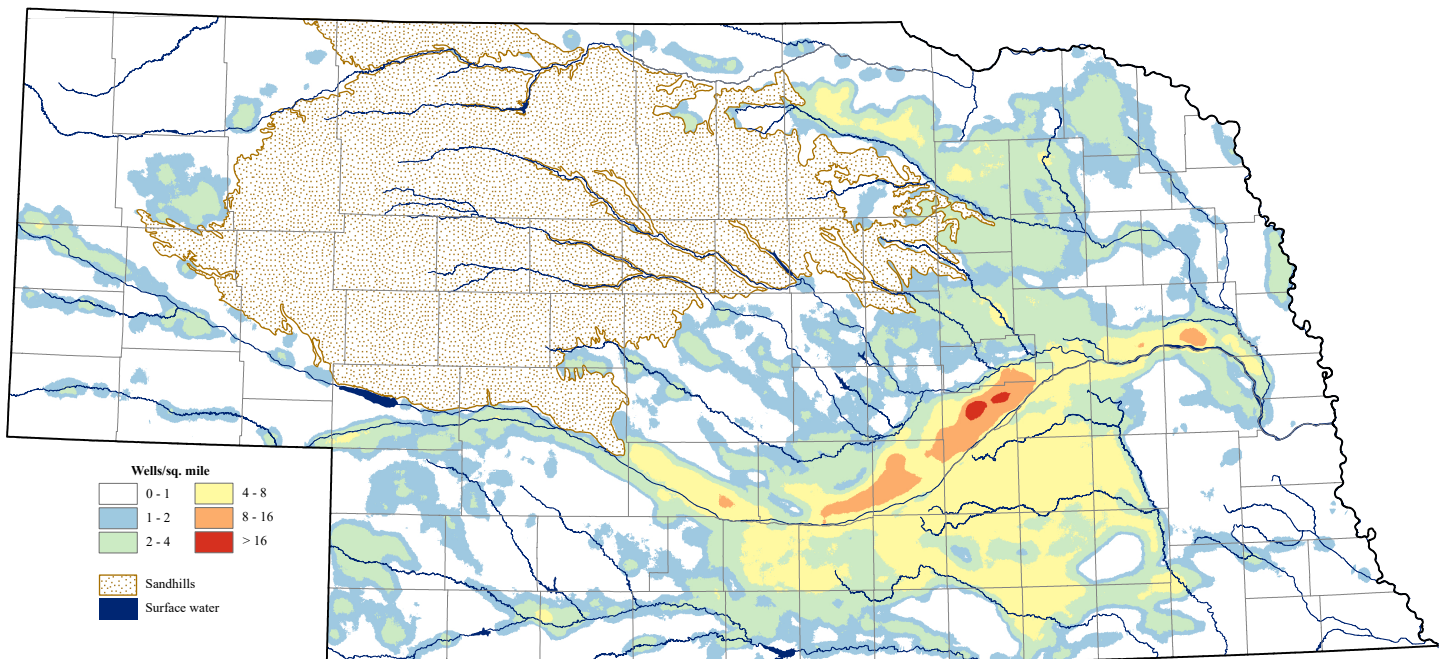 Wells/sq. mile
0 - 1
4 - 8
1 - 2
8 - 16
2 - 4
> 16
Sandhills
Surface water